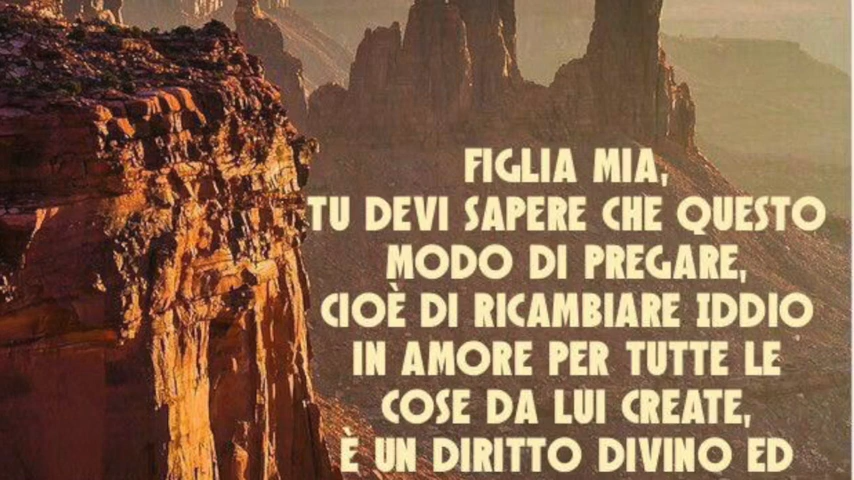 FIGLIA MIA,
TU DEVI SAPERE CHE QUESTO
MODO DI PREGARE,
CIOÈ DI RICAMBIARE IDDIO
IN AMORE PER TUTTE LE
COSE DA LUI CREATE,
È UN DIRITTO DIVINO ED